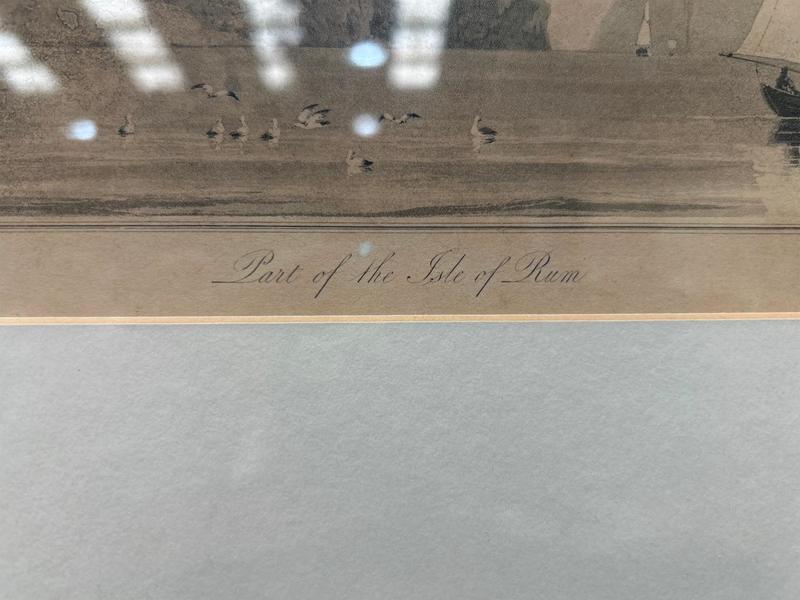 Part of the Isle of Rum